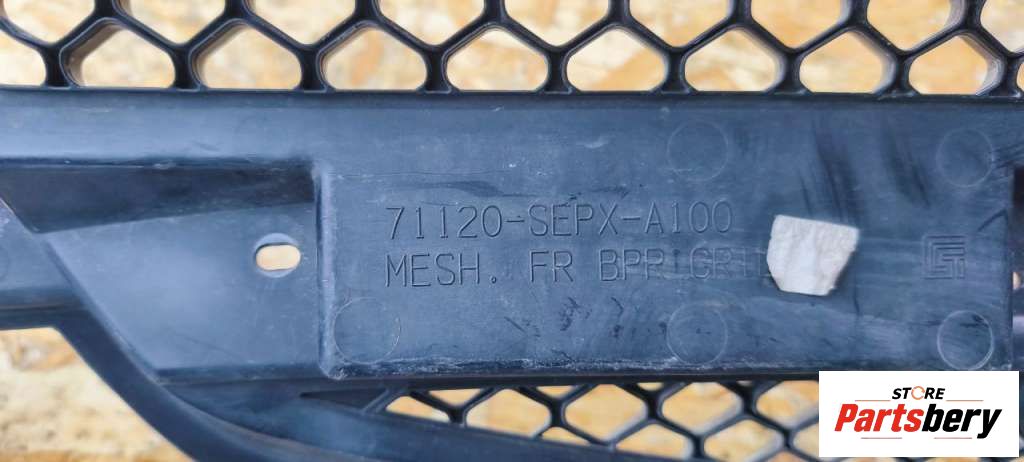 71120-SEPX-A100
MESH. FR BPR
STORE
Partsbery